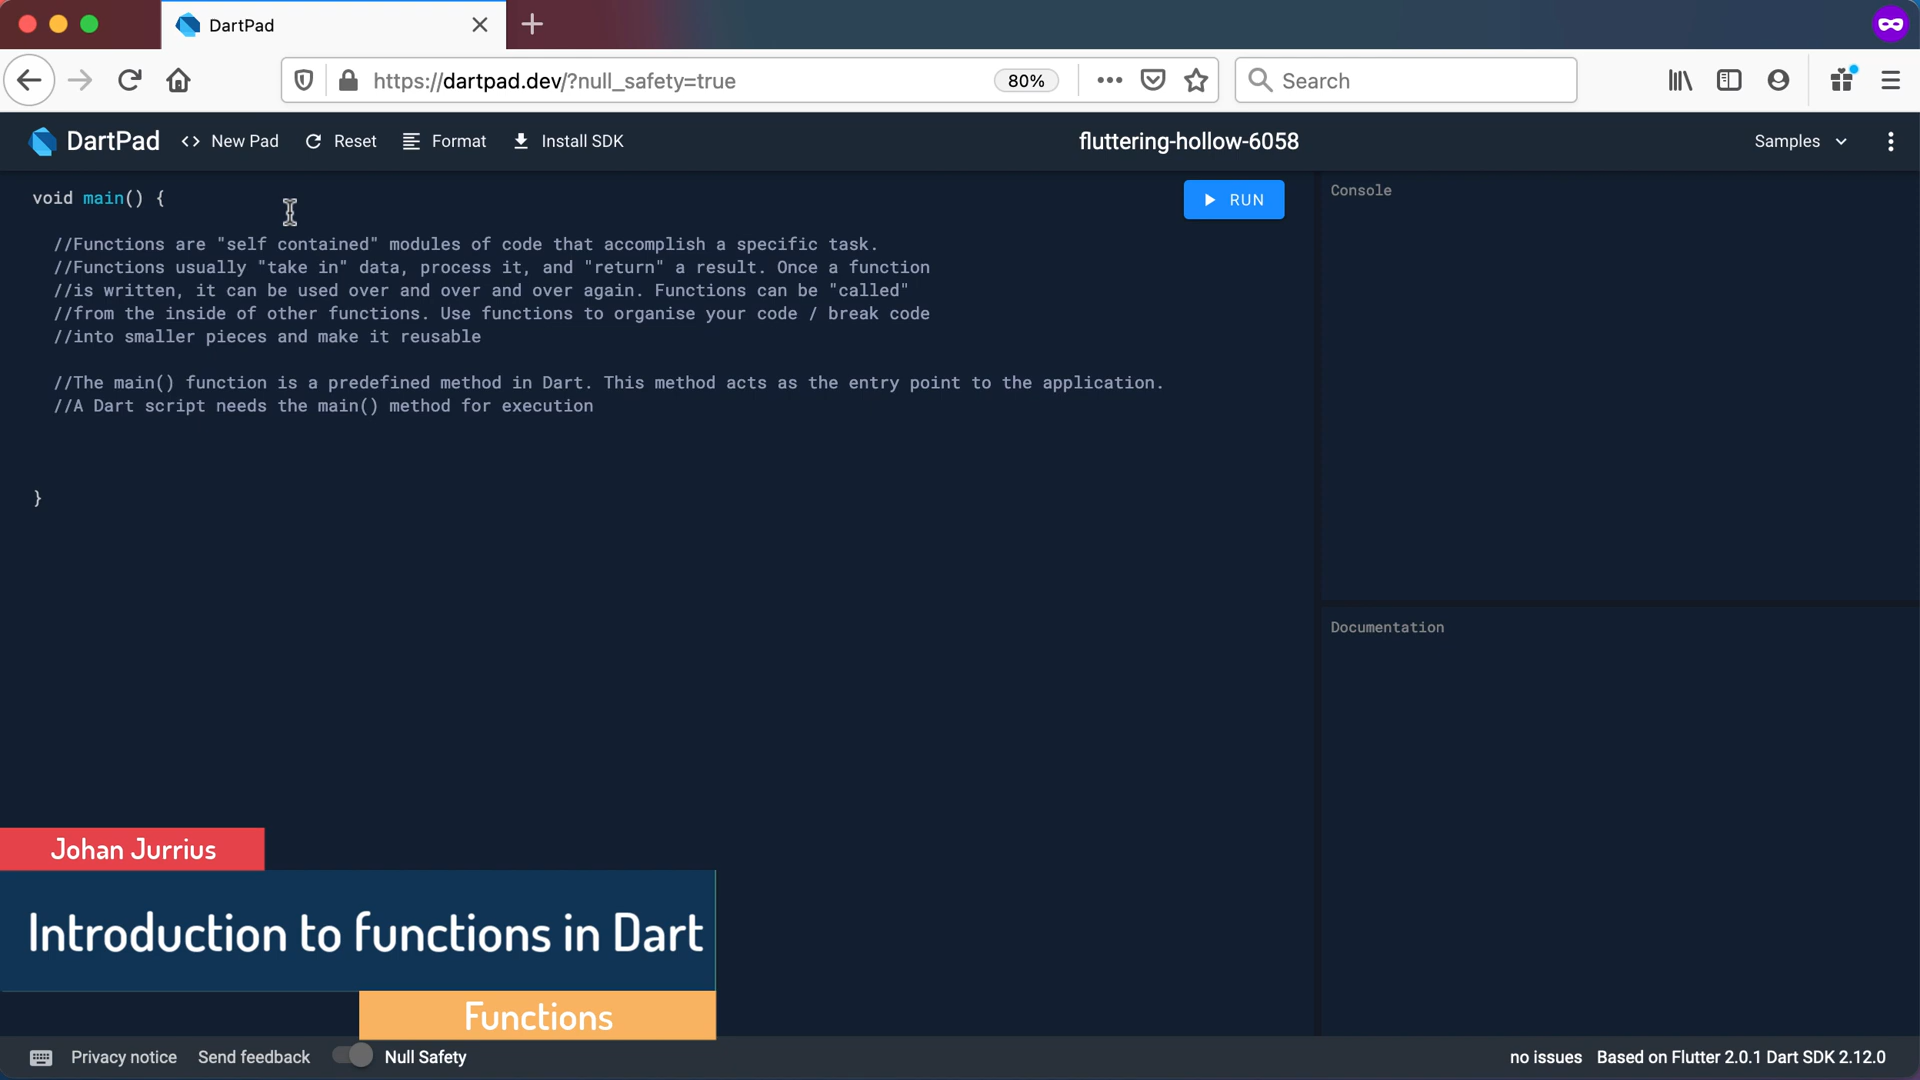 DartPad
https://dartpad.dev/?null_safety=true
80%
Search
DartPad
<> New Pad
Reset
Format
Install SDK
fluttering-hollow-6058
Samples
void main() {
RUN
Console
//Functions are "self contained" modules of code that accomplish a specific task.
//Functions usually "take in" data, process it, and "return" a result. Once a function
//is written, it can be used over and over and over again. Functions can be "called"
//from the inside of other functions. Use functions to organise your code / break code
//into smaller pieces and make it reusable
//The main() function is a predefined method in Dart. This method acts as the entry point to the application.
//A Dart script needs the main() method for execution
}
Documentation
Johan Jurrius
Introduction to functions in Dart
Functions
Privacy notice
Send feedback
Null Safety
no issues
Based on Flutter 2.0.1 Dart SDK 2.12.0